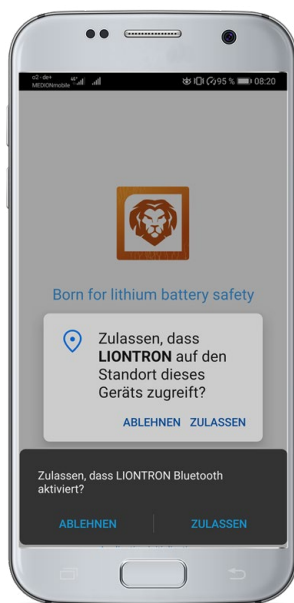 o2 - de+
MEDIONmobile 95 % 08:20
Born for lithium battery safety
Zulassen, dass
LIONTRON auf den
Standort dieses
Geräts zugreift?
ABLEHNEN ZULASSEN
Zulassen, dass LIONTRON Bluetooth
aktiviert?
ABLEHNEN ZULASSEN